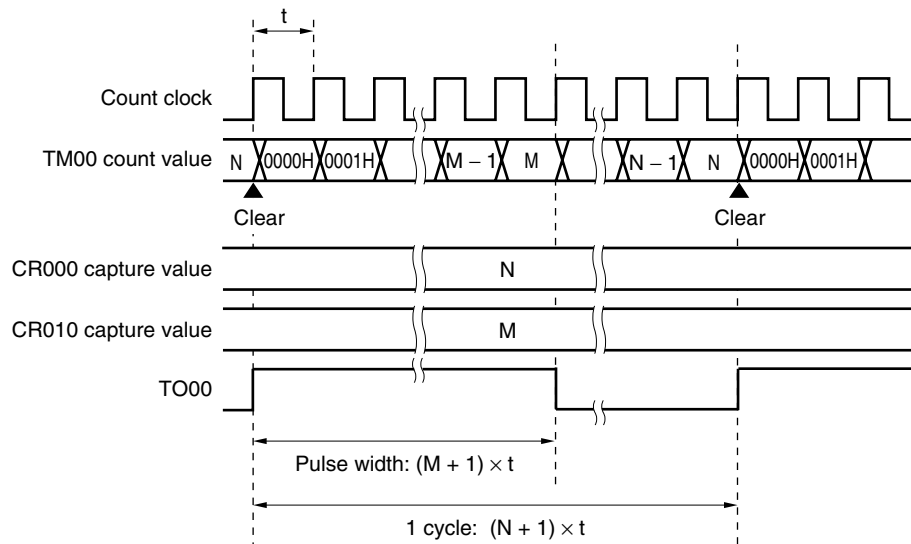 t
Count clock
TM00 count value N 0000H 0001H M – 1 M N – 1 N 0000H 0001H
Clear Clear
CR000 capture value N
CR010 capture value M
TO00
Pulse width: (M + 1) × t
1 cycle: (N + 1) × t